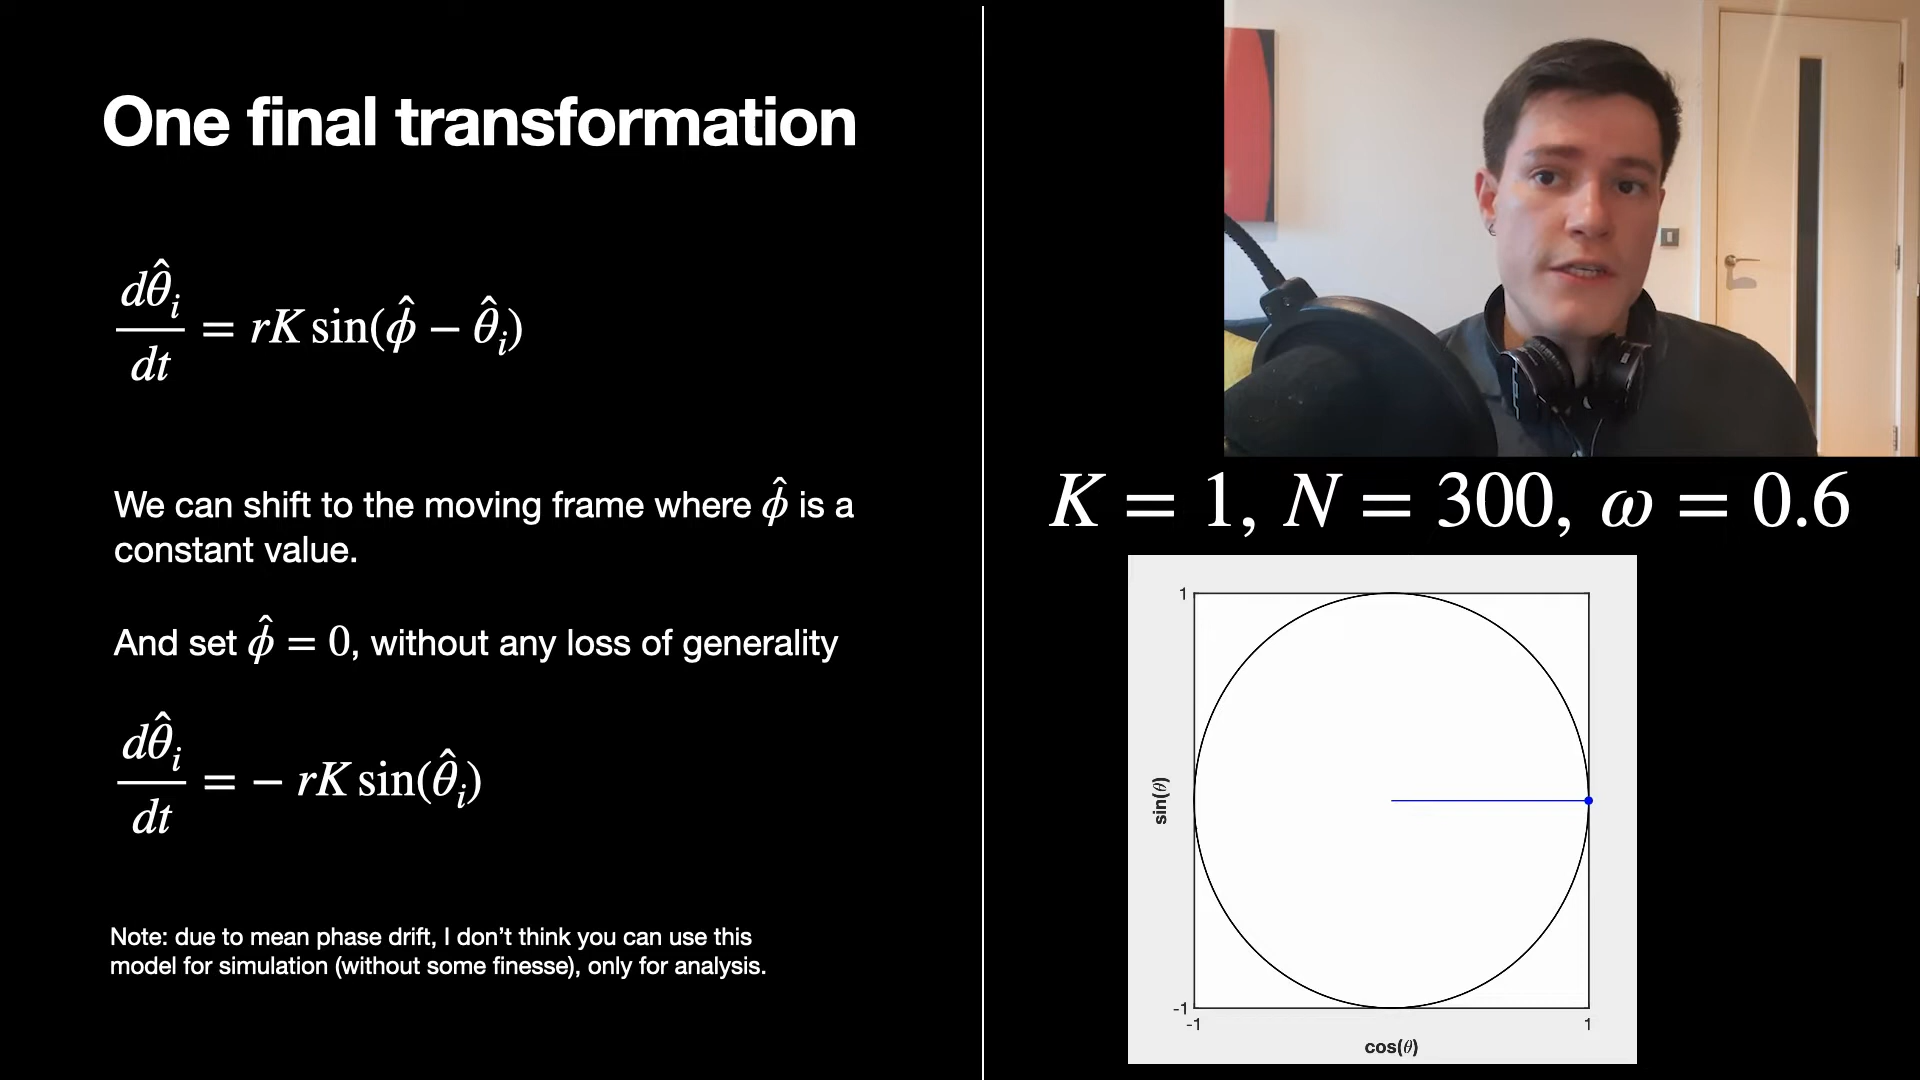 One final transformation
dθ̂ᵢ/dt = rK sin(ϕ̂ − θ̂ᵢ)
We can shift to the moving frame where ϕ̂ is a
constant value.
And set ϕ̂ = 0, without any loss of generality
dθ̂ᵢ/dt = − rK sin(θ̂ᵢ)
Note: due to mean phase drift, I don’t think you can use this
model for simulation (without some finesse), only for analysis.
K = 1, N = 300, ω = 0.6
1
sin(θ)
-1
-1 1
cos(θ)